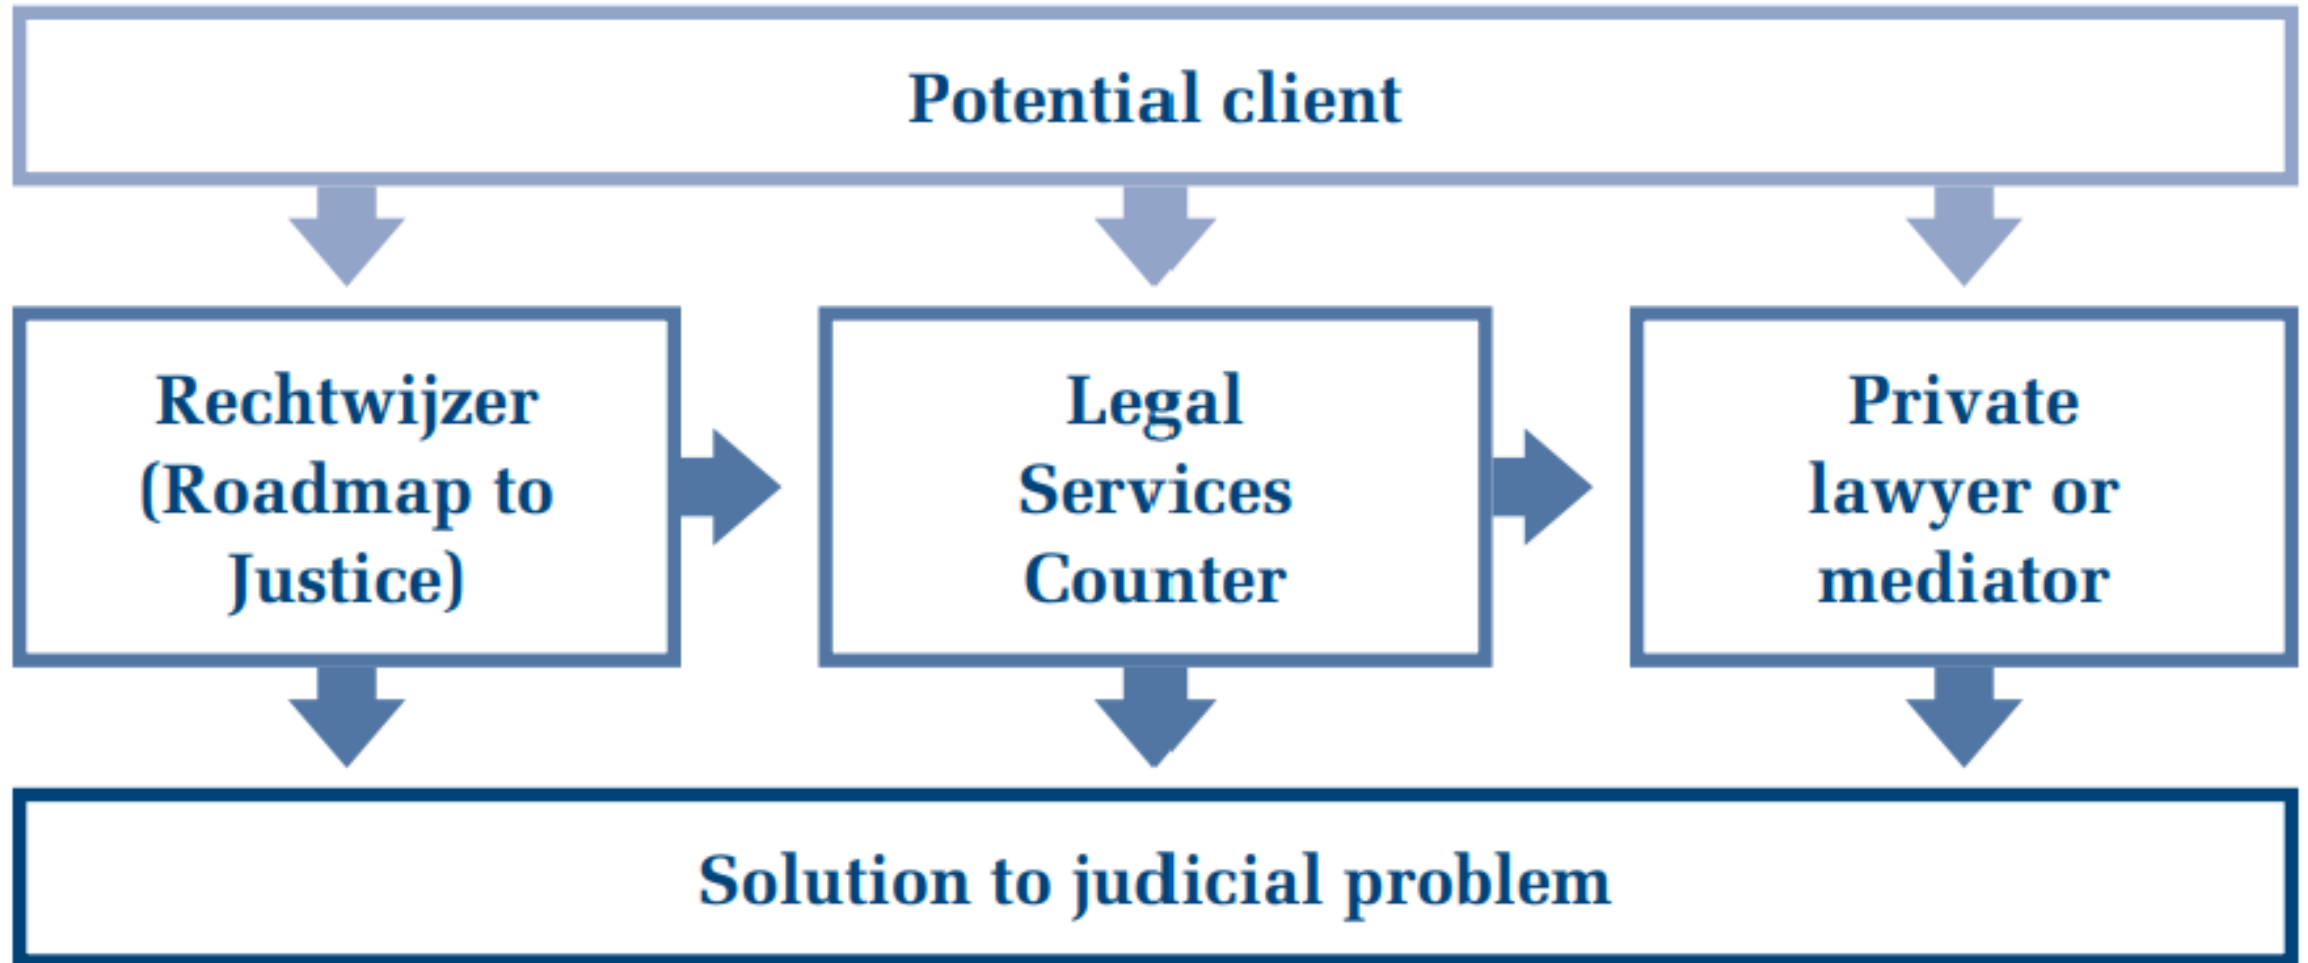 Potential client
Rechtwijzer
(Roadmap to
Justice)
Legal
Services
Counter
Private
lawyer or
mediator
Solution to judicial problem